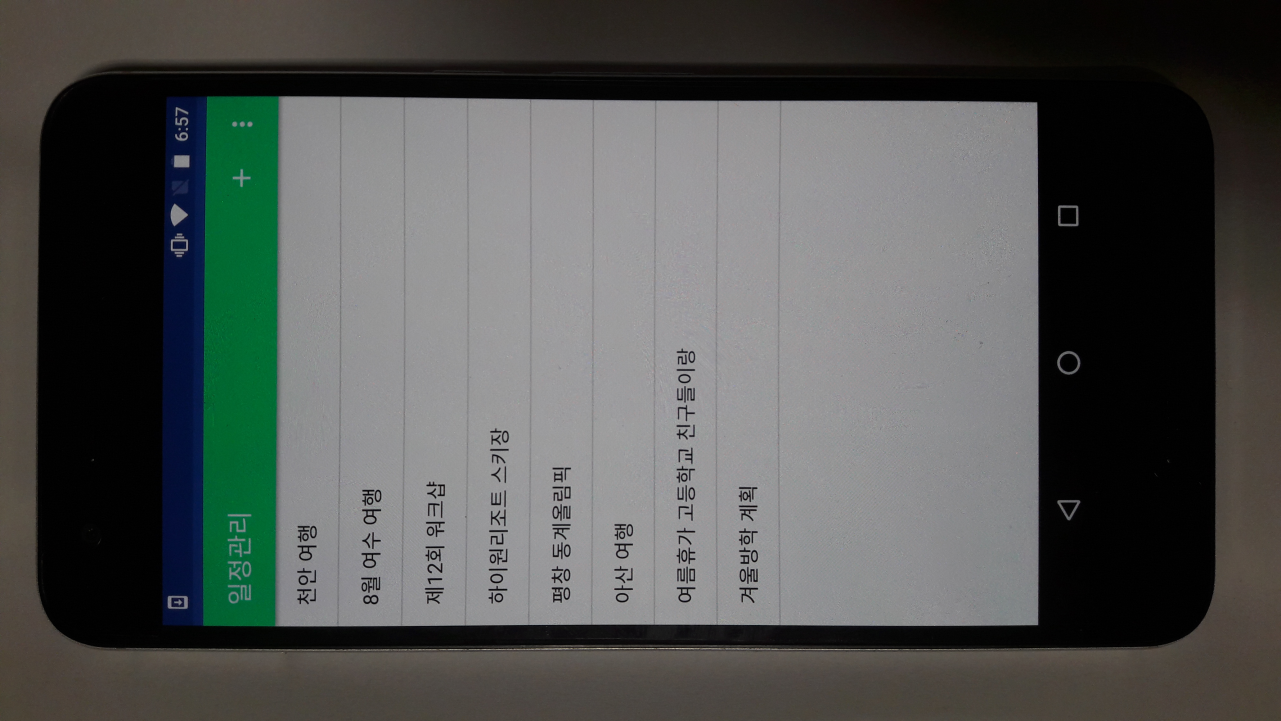 6:57
일정관리
천안 여행
8월 여수 여행
제12회 워크샵
하이원리조트 스키장
평창 동계올림픽
아산 여행
여름휴가 고등학교 친구들이랑
겨울방학 계획